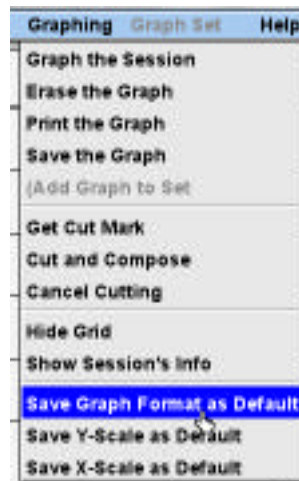 Graphing Graph Set Help
Graph the Session
Erase the Graph
Print the Graph
Save the Graph
(Add Graph to Set
Get Cut Mark
Cut and Compose
Cancel Cutting
Hide Grid
Show Session's Info
Save Graph Format as Default
Save Y-Scale as Default
Save X-Scale as Default